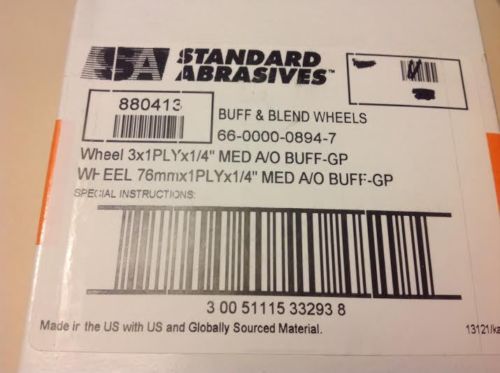 SA STANDARD
ABRASIVES™
880413
BUFF & BLEND WHEELS
66-0000-0894-7
Wheel 3x1PLYx1/4" MED A/O BUFF-GP
WHEEL 76mmx1PLYx1/4" MED A/O BUFF-GP
SPECIAL INSTRUCTIONS:
3 00 51115 33293 8
Made in the US with US and Globally Sourced Material.
13121/ka